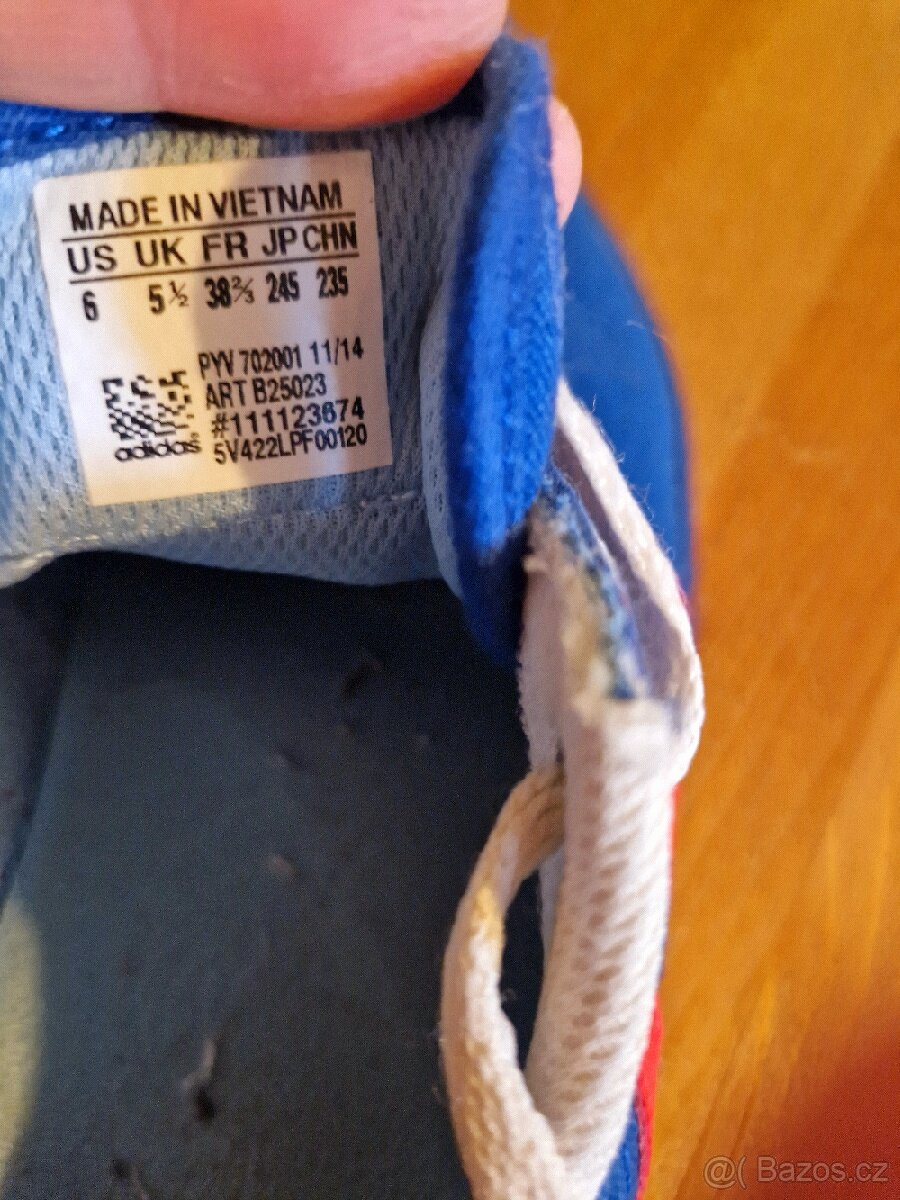 MADE IN VIETNAM
US UK FR JP CHN
6 5½ 38⅔ 245 235
PYV 702001 11/14
ART B25023
#111123674
adidas 5V422LPF00120
@( Bazos.cz